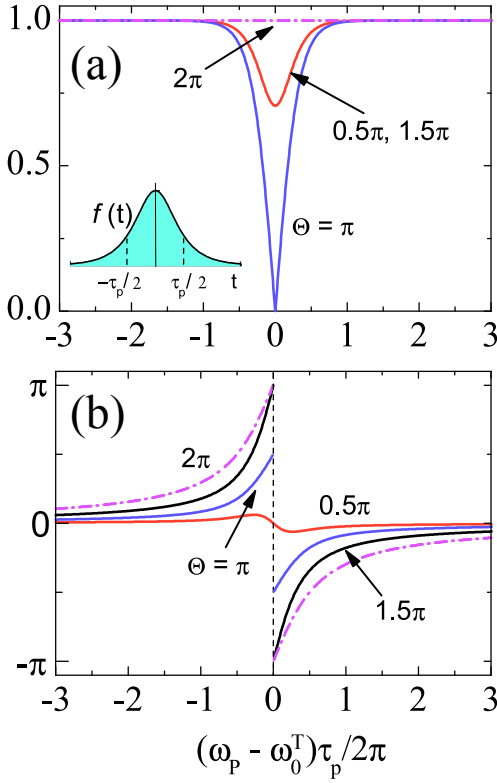 1.0
(a)
2π
0.5π, 1.5π
0.5
f (t)
Θ = π
−τp/2 τp/2 t
0.0
-3 -2 -1 0 1 2 3
π
(b)
2π
0.5π
0
Θ = π
1.5π
-π
-3 -2 -1 0 1 2 3
(ωP - ω0T)τp/2π